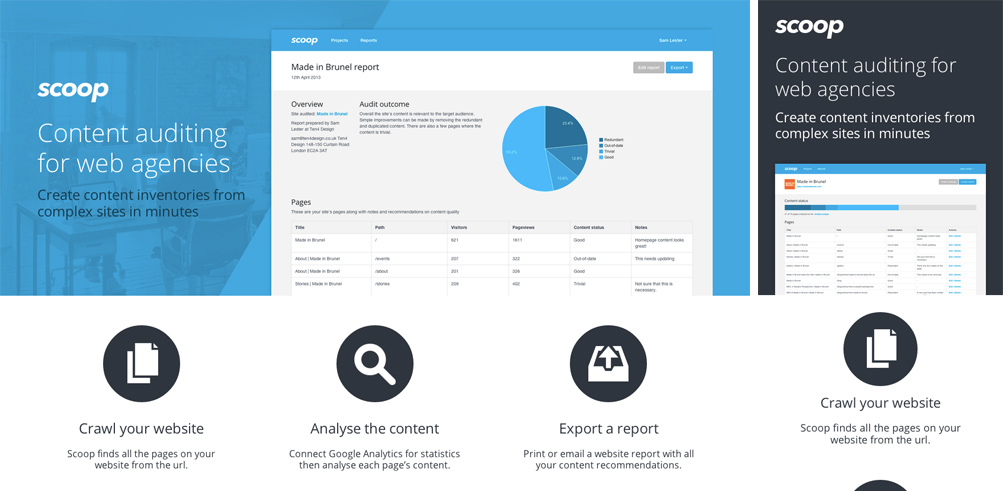 scoop
Content auditing
for web agencies
Create content inventories from
complex sites in minutes
scoop Projects Reports Sam Lester
Made in Brunel report
12th April 2013
Edit report Export
Overview
Site audited: Made in Brunel
Report prepared by Sam
Lester at Ten4 Design
sam@ten4design.co.uk Ten4
Design 148-150 Curtain Road
London EC2A 3AT
Audit outcome
Overall the site's content is relevant to the target audience.
Simple improvements can be made by removing the redundant
and duplicated content. There are also a few pages where the
content is trivial.
Redundant
Out-of-date
Trivial
Good
Pages
These are your site's pages along with notes and recommendations on content quality
Title Path Visitors Pageviews Content status Notes
Made in Brunel / 921 1611 Good Homepage content looks
great!
About | Made in Brunel /events 207 322 Out-of-date This needs updating
About | Made in Brunel /about 201 328 Good
Stories | Made in Brunel /stories 209 402 Trivial Not sure that this is
necessary.
Crawl your website
Scoop finds all the pages on your
website from the url.
Analyse the content
Connect Google Analytics for statistics
then analyse each page's content.
Export a report
Print or email a website report with all
your content recommendations.
scoop
Content auditing for
web agencies
Create content inventories from
complex sites in minutes
scoop
Made in Brunel
Content status
Pages
Crawl your website
Scoop finds all the pages on your
website from the url.